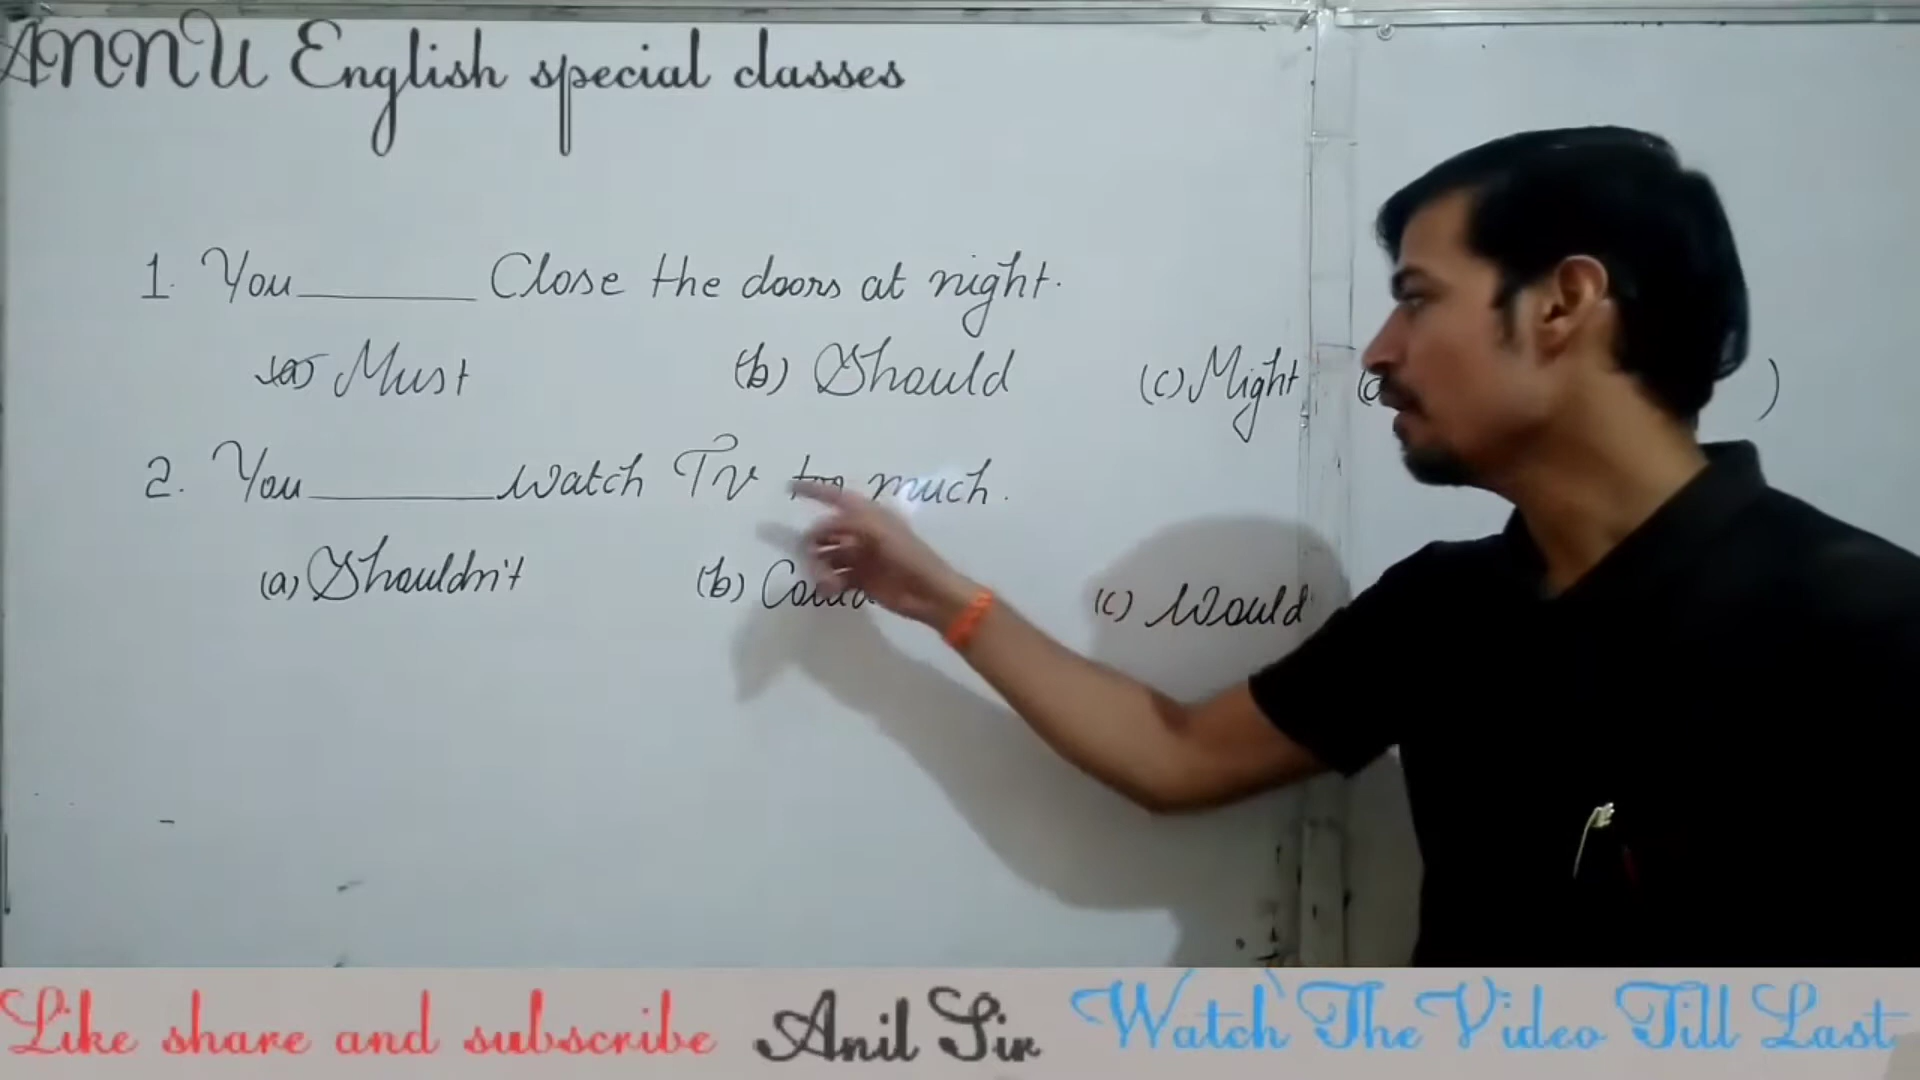 ANNU English special classes
1. You ______ Close the doors at night.
(a) Must (b) Should (c) Might (d )
2. You ______ watch Tv too much.
(a) Shouldn't (b) (c) Would
Like share and subscribe Anil Sir Watch The Video Till Last